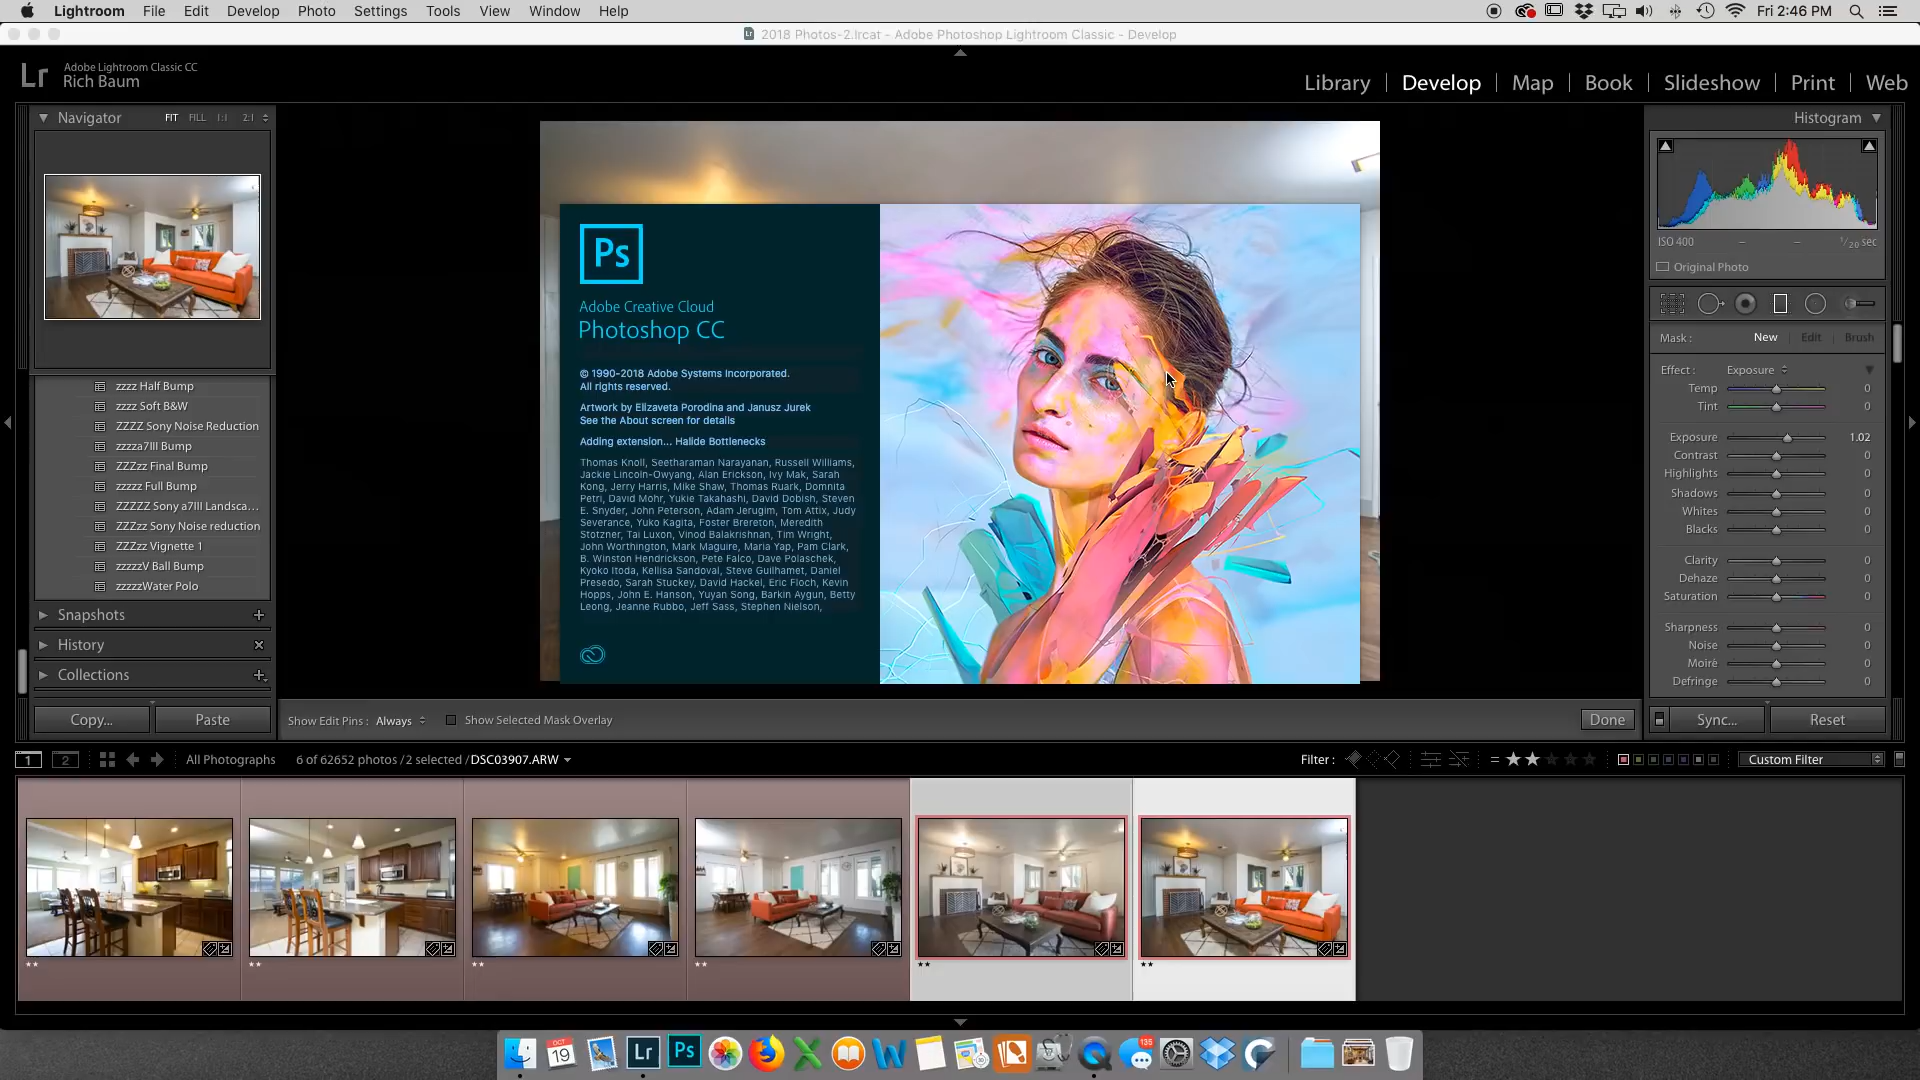 Lightroom File Edit Develop Photo Settings Tools View Window Help
Fri 2:46 PM
2018 Photos-2.lrcat - Adobe Photoshop Lightroom Classic - Develop
Lr
Adobe Lightroom Classic CC
Rich Baum
Library | Develop | Map | Book | Slideshow | Print | Web
Navigator FIT FILL 1:1 2:1
zzzz Half Bump
zzzz Soft B&W
ZZZZ Sony Noise Reduction
zzzza7III Bump
ZZZzz Final Bump
zzzzz Full Bump
ZZZZZ Sony a7III Landsca...
ZZZzz Sony Noise reduction
ZZZzz Vignette 1
zzzzzV Ball Bump
zzzzzWater Polo
Snapshots
History
Collections
Copy... Paste
Ps
Adobe Creative Cloud
Photoshop CC
© 1990-2018 Adobe Systems Incorporated.
All rights reserved.
Artwork by Elizaveta Porodina and Janusz Jurek
See the About screen for details
Adding extension... Halide Bottlenecks
Thomas Knoll, Seetharaman Narayanan, Russell Williams,
Jackie Lincoln-Owyang, Alan Erickson, Ivy Mak, Sarah
Kong, Jerry Harris, Mike Shaw, Thomas Ruark, Domnita
Petri, David Mohr, Yukie Takahashi, David Dobish, Steven
E. Snyder, John Peterson, Adam Jerugim, Tom Attix, Judy
Severance, Yuko Kagita, Foster Brereton, Meredith
Stotzner, Tai Luxon, Vinod Balakrishnan, Tim Wright,
John Worthington, Mark Maguire, Maria Yap, Pam Clark,
B. Winston Hendrickson, Pete Falco, Dave Polaschek,
Kyoko Itoda, Kellisa Sandoval, Steve Guilhamet, Daniel
Presedo, Sarah Stuckey, David Hackel, Eric Floch, Kevin
Hopps, John E. Hanson, Yuyan Song, Barkin Aygun, Betty
Leong, Jeanne Rubbo, Jeff Sass, Stephen Nielson,
Histogram
ISO 400 – – 1/20 sec
Original Photo
Mask : New Edit Brush
Effect : Exposure
Temp 0
Tint 0
Exposure 1.02
Contrast 0
Highlights 0
Shadows 0
Whites 0
Blacks 0
Clarity 0
Dehaze 0
Saturation 0
Sharpness 0
Noise 0
Moiré 0
Defringe 0
Sync... Reset
Show Edit Pins : Always Show Selected Mask Overlay Done
1 2 All Photographs 6 of 62652 photos /2 selected /DSC03907.ARW Filter : = Custom Filter
OCT
19
Lr
Ps
135